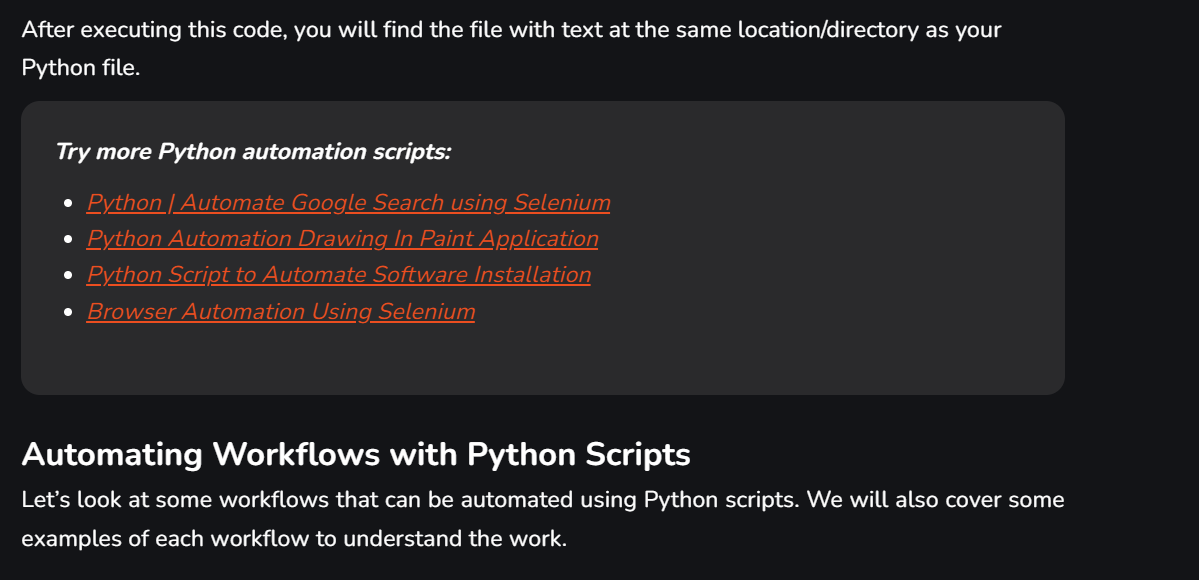 After executing this code, you will find the file with text at the same location/directory as your
Python file.
Try more Python automation scripts:
Python | Automate Google Search using Selenium
Python Automation Drawing In Paint Application
Python Script to Automate Software Installation
Browser Automation Using Selenium
Automating Workflows with Python Scripts
Let’s look at some workflows that can be automated using Python scripts. We will also cover some
examples of each workflow to understand the work.